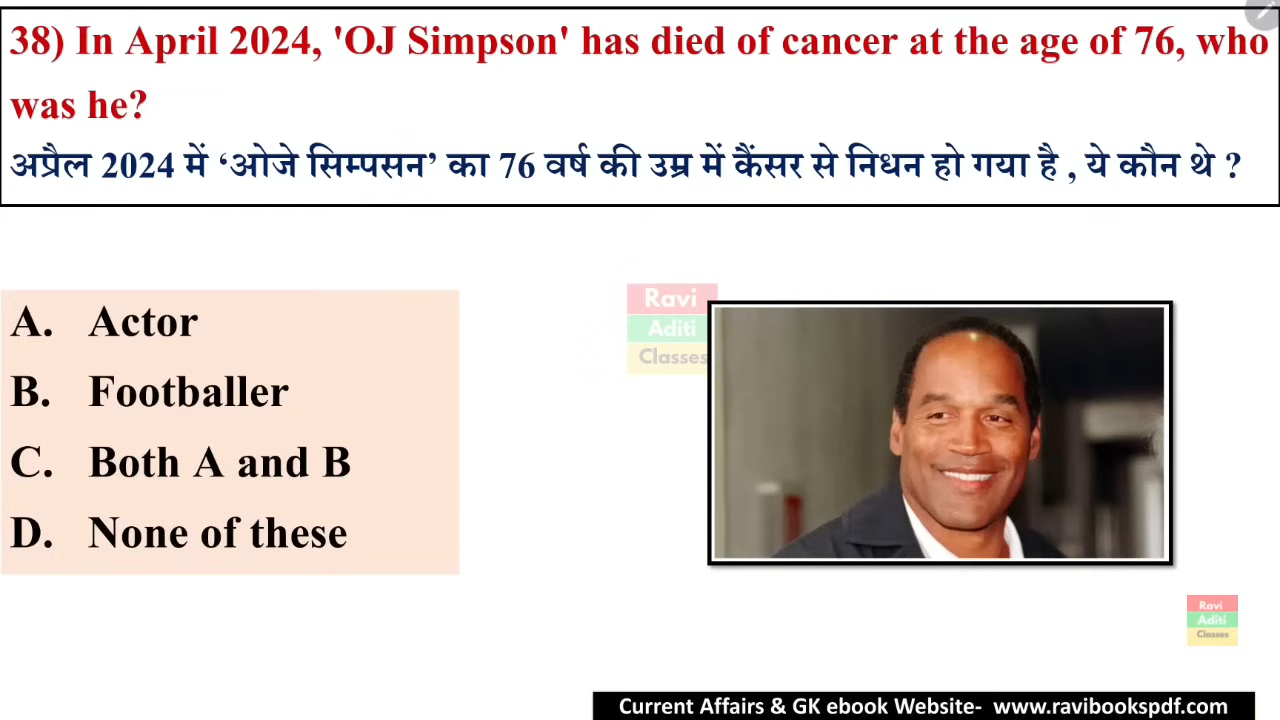 38) In April 2024, 'OJ Simpson' has died of cancer at the age of 76, who
was he?
अप्रैल 2024 में ‘ओजे सिम्पसन’ का 76 वर्ष की उम्र में कैंसर से निधन हो गया है , ये कौन थे ?
A. Actor
B. Footballer
C. Both A and B
D. None of these
Ravi
Aditi
Classes
Ravi
Aditi
Classes
Current Affairs & GK ebook Website- www.ravibookspdf.com